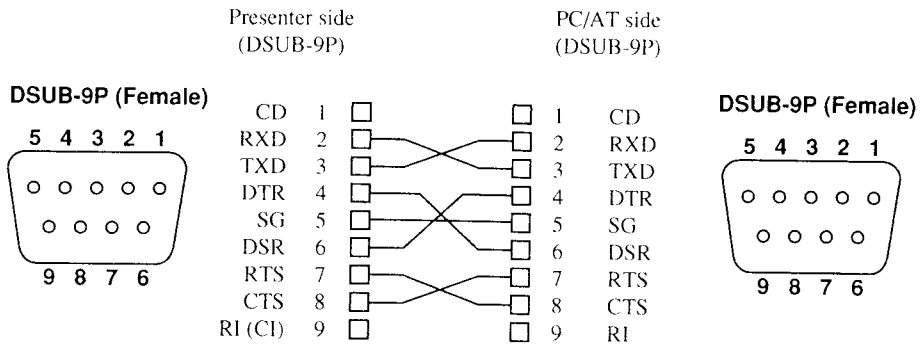 Presenter side
(DSUB-9P)
PC/AT side
(DSUB-9P)
DSUB-9P (Female)
5 4 3 2 1
9 8 7 6
CD 1
RXD 2
TXD 3
DTR 4
SG 5
DSR 6
RTS 7
CTS 8
RI (CI) 9
1 CD
2 RXD
3 TXD
4 DTR
5 SG
6 DSR
7 RTS
8 CTS
9 RI
DSUB-9P (Female)
5 4 3 2 1
9 8 7 6